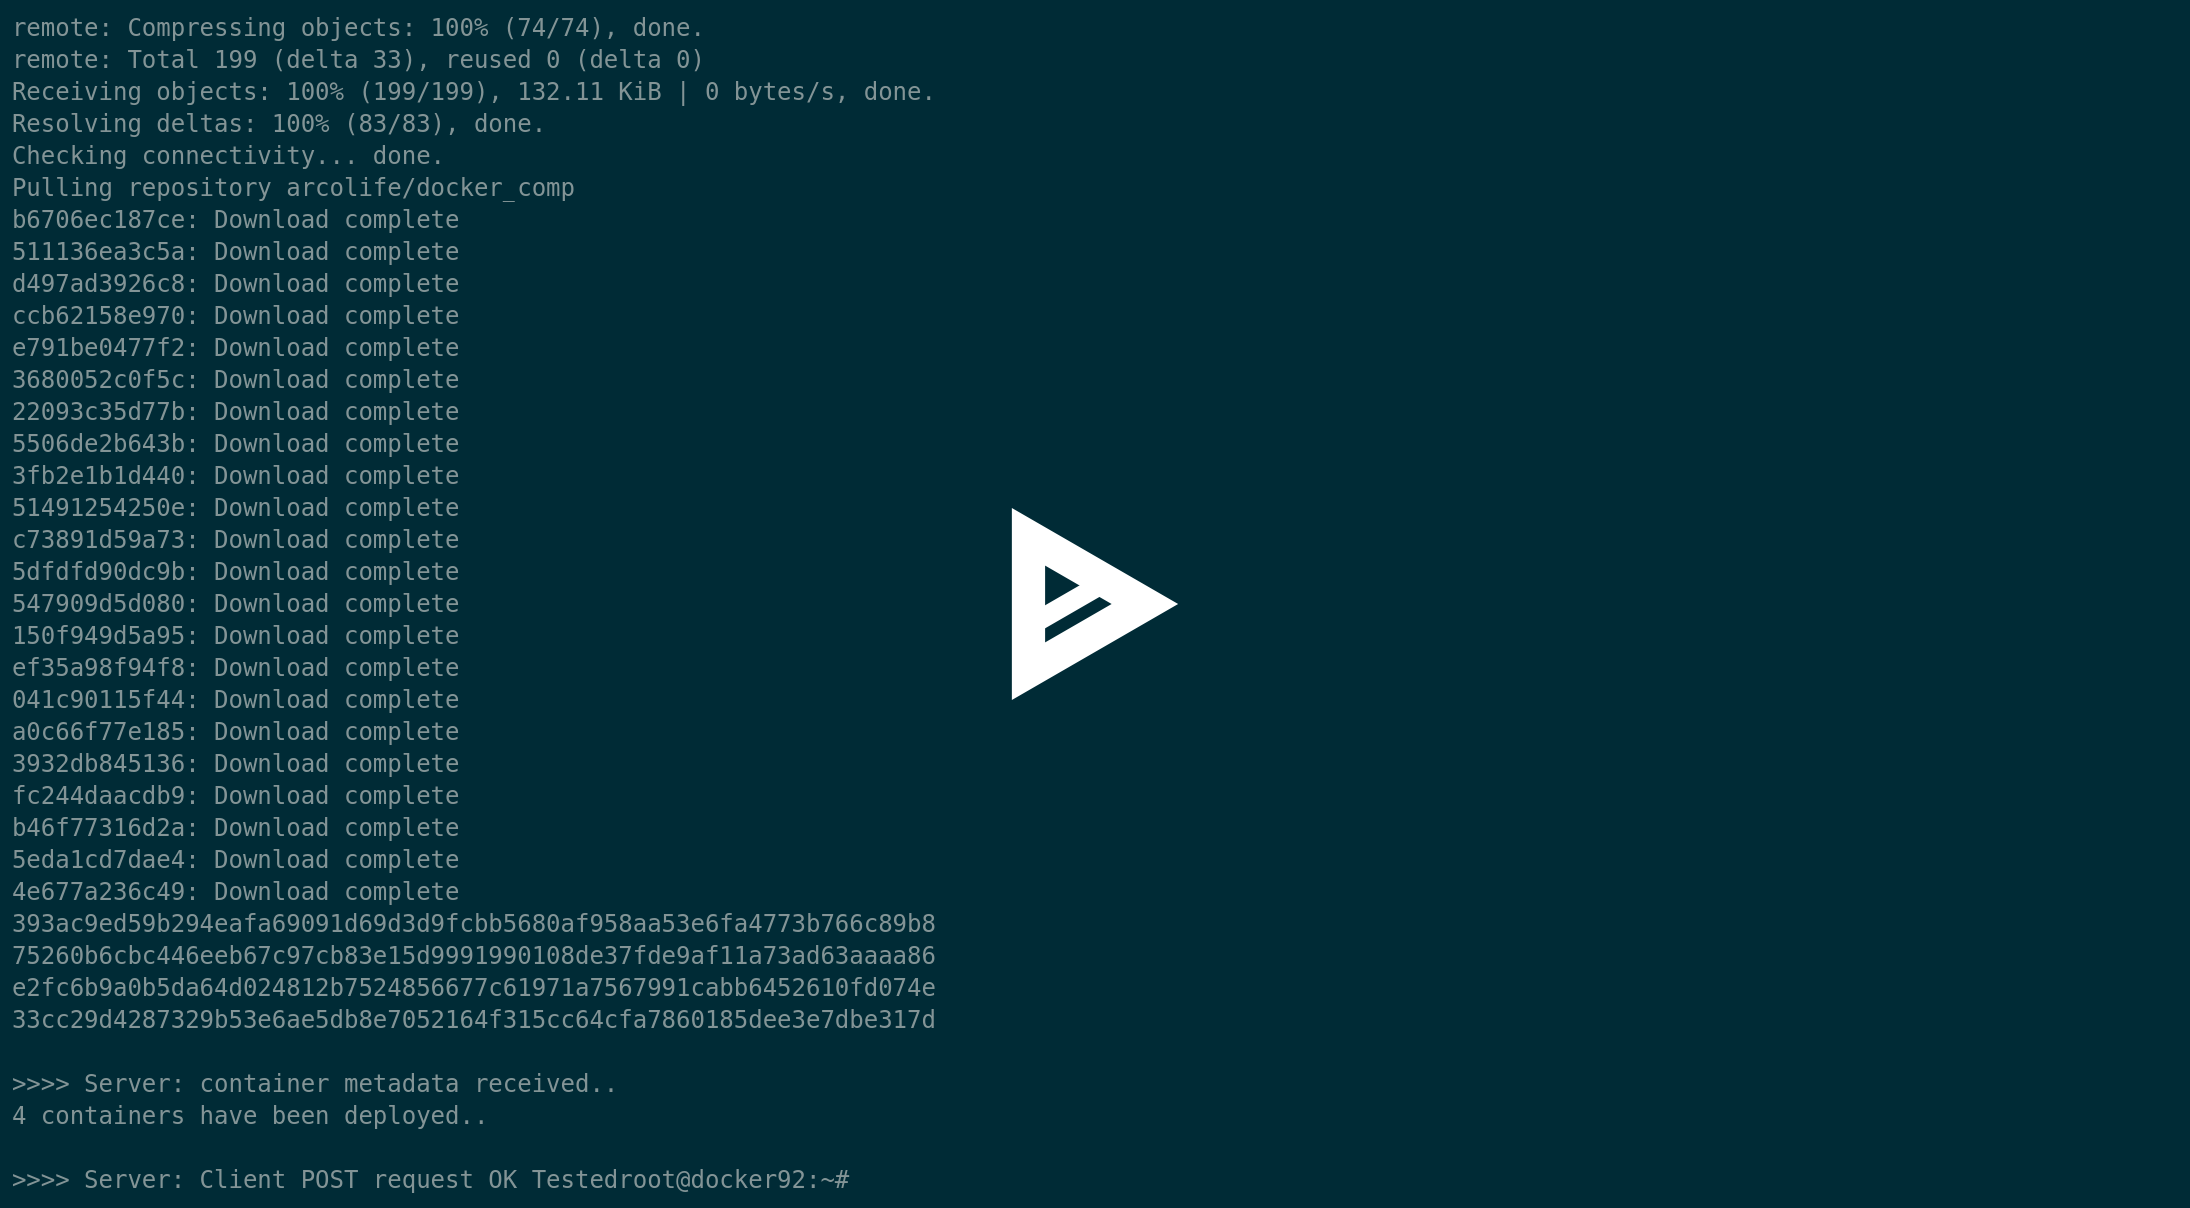 remote: Compressing objects: 100% (74/74), done.
remote: Total 199 (delta 33), reused 0 (delta 0)
Receiving objects: 100% (199/199), 132.11 KiB | 0 bytes/s, done.
Resolving deltas: 100% (83/83), done.
Checking connectivity... done.
Pulling repository arcolife/docker_comp
b6706ec187ce: Download complete
511136ea3c5a: Download complete
d497ad3926c8: Download complete
ccb62158e970: Download complete
e791be0477f2: Download complete
3680052c0f5c: Download complete
22093c35d77b: Download complete
5506de2b643b: Download complete
3fb2e1b1d440: Download complete
51491254250e: Download complete
c73891d59a73: Download complete
5dfdfd90dc9b: Download complete
547909d5d080: Download complete
150f949d5a95: Download complete
ef35a98f94f8: Download complete
041c90115f44: Download complete
a0c66f77e185: Download complete
3932db845136: Download complete
fc244daacdb9: Download complete
b46f77316d2a: Download complete
5eda1cd7dae4: Download complete
4e677a236c49: Download complete
393ac9ed59b294eafa69091d69d3d9fcbb5680af958aa53e6fa4773b766c89b8
75260b6cbc446eeb67c97cb83e15d9991990108de37fde9af11a73ad63aaaa86
e2fc6b9a0b5da64d024812b7524856677c61971a7567991cabb6452610fd074e
33cc29d4287329b53e6ae5db8e7052164f315cc64cfa7860185dee3e7dbe317d
>>>> Server: container metadata received..
4 containers have been deployed..
>>>> Server: Client POST request OK Testedroot@docker92:~#